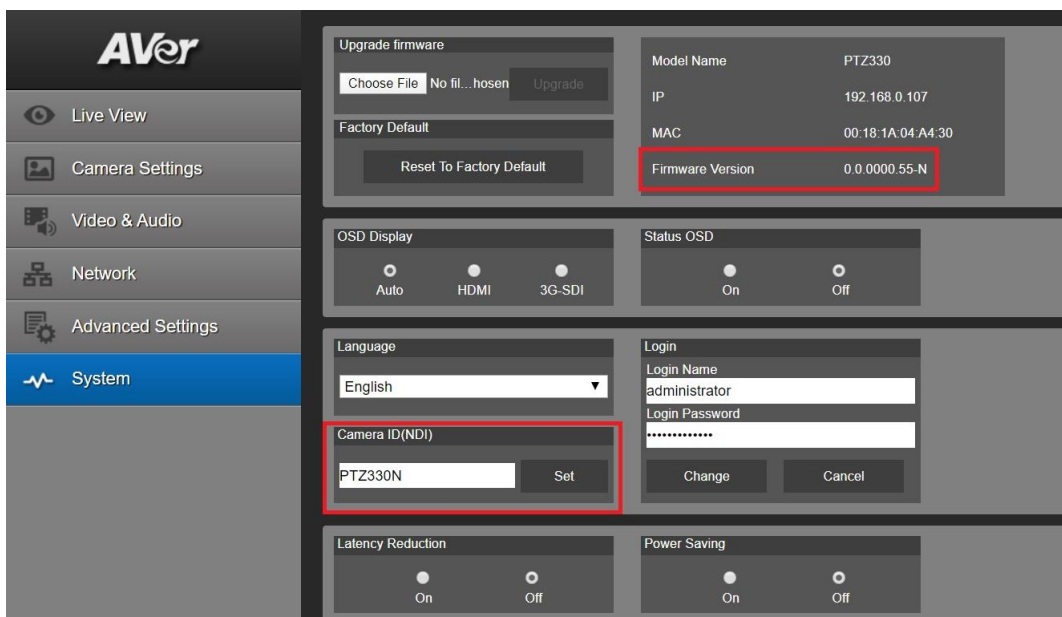 AVer
Live View
Camera Settings
Video & Audio
Network
Advanced Settings
System
Upgrade firmware
Choose File No fil...hosen Upgrade
Factory Default
Reset To Factory Default
Model Name PTZ330
IP 192.168.0.107
MAC 00:18:1A:04:A4:30
Firmware Version 0.0.0000.55-N
OSD Display
Auto HDMI 3G-SDI
Status OSD
On Off
Language
English
Camera ID(NDI)
PTZ330N Set
Login
Login Name
administrator
Login Password
•••••••••••••
Change Cancel
Latency Reduction
On Off
Power Saving
On Off